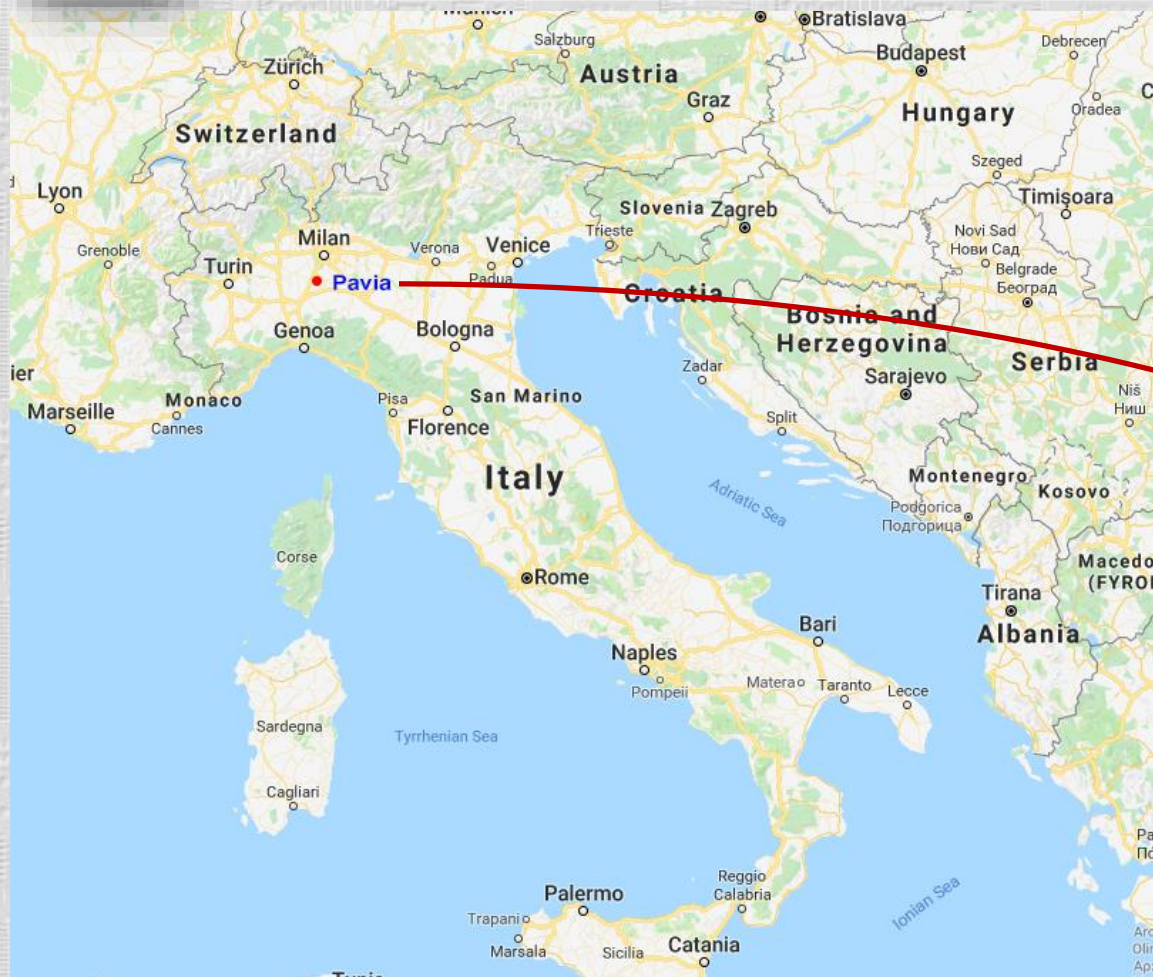 Bratislava
Salzburg
Budapest
Debrecen
Zürich
Austria
Graz
Oradea
Hungary
Switzerland
Szeged
Lyon
Timișoara
Slovenia
Zagreb
Milan
Trieste
Novi Sad
Нови Сад
Grenoble
Verona
Venice
Turin
Padua
Belgrade
Београд
Pavia
Croatia
Genoa
Bologna
Bosnia and
Herzegovina
Serbia
Zadar
Sarajevo
ier
Niš
Ниш
Monaco
Pisa
San Marino
Marseille
Cannes
Florence
Split
Italy
Montenegro
Kosovo
Adriatic Sea
Podgorica
Подгорица
Corse
Rome
Macedo
(FYRO
Tirana
Bari
Albania
Naples
Pompeii
Matera
Taranto
Lecce
Sardegna
Tyrrhenian Sea
Cagliari
Reggio
Calabria
Palermo
Ionian Sea
Trapani
Marsala
Sicilia
Catania